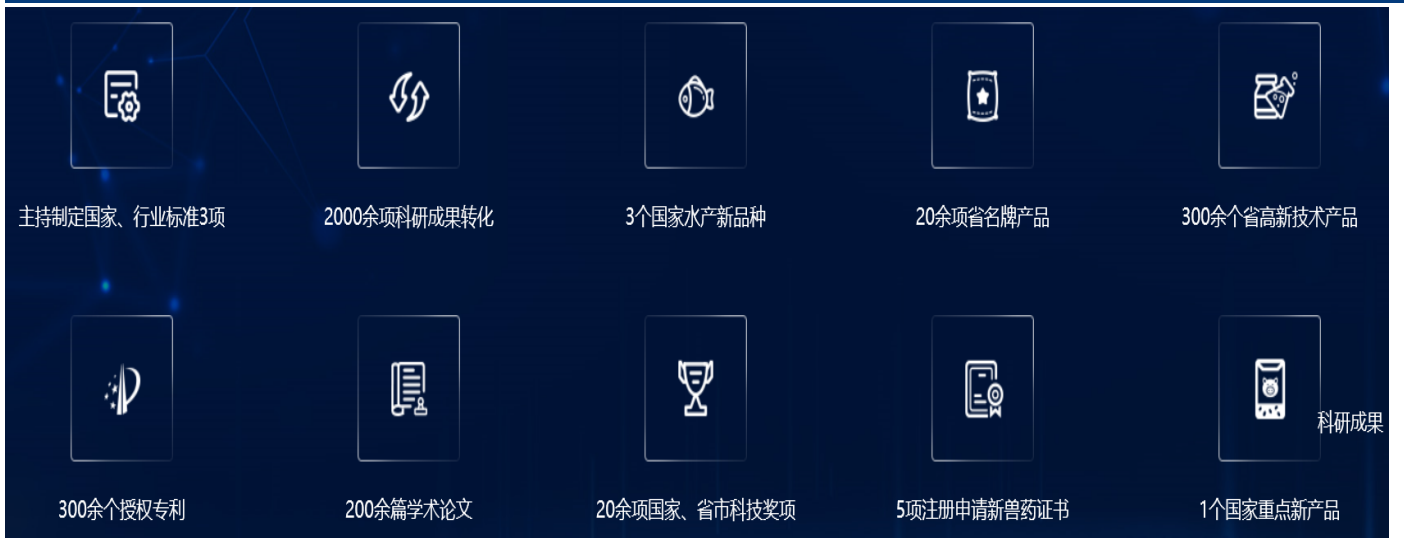 主持制定国家、行业标准3项
2000余项科研成果转化
3个国家水产新品种
20余项省名牌产品
300余个省高新技术产品
科研成果
300余个授权专利
200余篇学术论文
20余项国家、省市科技奖项
5项注册申请新兽药证书
1个国家重点新产品